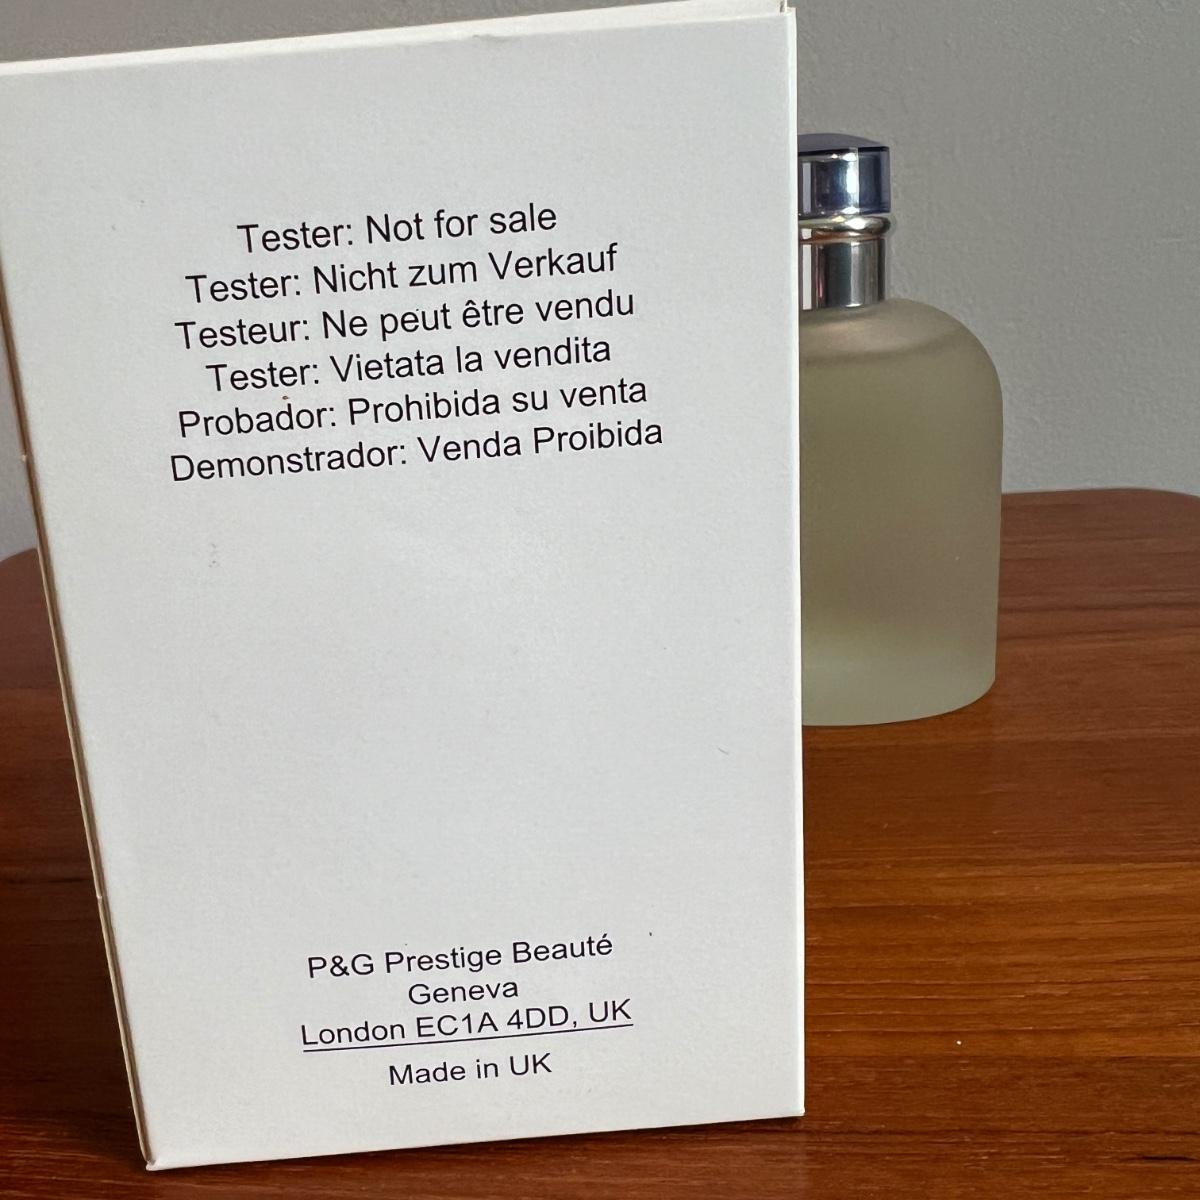 Tester: Not for sale
Tester: Nicht zum Verkauf
Testeur: Ne peut être vendu
Tester: Vietata la vendita
Probador: Prohibida su venta
Demonstrador: Venda Proibida
P&G Prestige Beauté
Geneva
London EC1A 4DD, UK
Made in UK